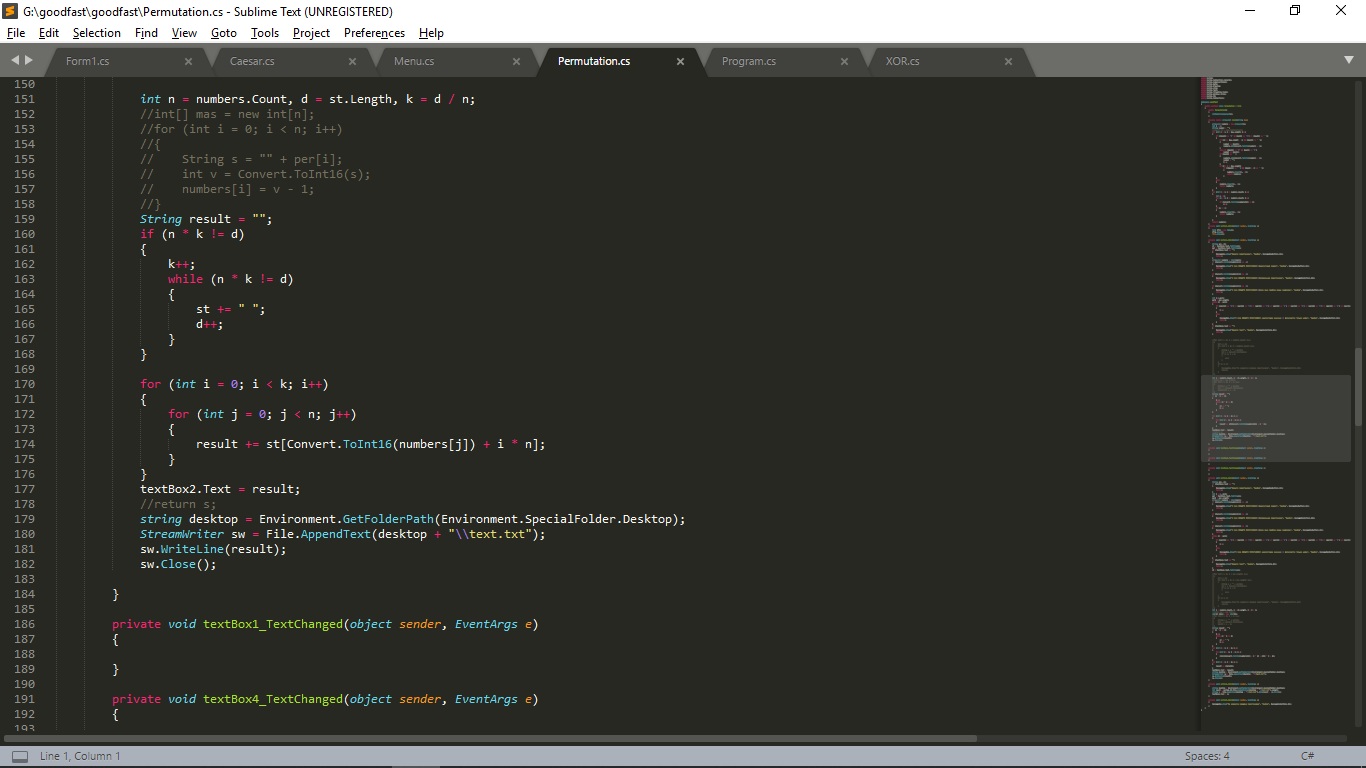 G:\goodfast\goodfast\Permutation.cs - Sublime Text (UNREGISTERED)
File Edit Selection Find View Goto Tools Project Preferences Help
Form1.cs Caesar.cs Menu.cs Permutation.cs Program.cs XOR.cs
150
151 int n = numbers.Count, d = st.Length, k = d / n;
152 //int[] mas = new int[n];
153 //for (int i = 0; i < n; i++)
154 //{
155 //    String s = "" + per[i];
156 //    int v = Convert.ToInt16(s);
157 //    numbers[i] = v - 1;
158 //}
159 String result = "";
160 if (n * k != d)
161 {
162     k++;
163     while (n * k != d)
164     {
165         st += " ";
166         d++;
167     }
168 }
169
170 for (int i = 0; i < k; i++)
171 {
172     for (int j = 0; j < n; j++)
173     {
174         result += st[Convert.ToInt16(numbers[j]) + i * n];
175     }
176 }
177 textBox2.Text = result;
178 //return s;
179 string desktop = Environment.GetFolderPath(Environment.SpecialFolder.Desktop);
180 StreamWriter sw = File.AppendText(desktop + "\\text.txt");
181 sw.WriteLine(result);
182 sw.Close();
183
184 }
185
186 private void textBox1_TextChanged(object sender, EventArgs e)
187 {
188
189 }
190
191 private void textBox4_TextChanged(object sender, EventArgs e)
192 {
193
Line 1, Column 1 Spaces: 4 C#